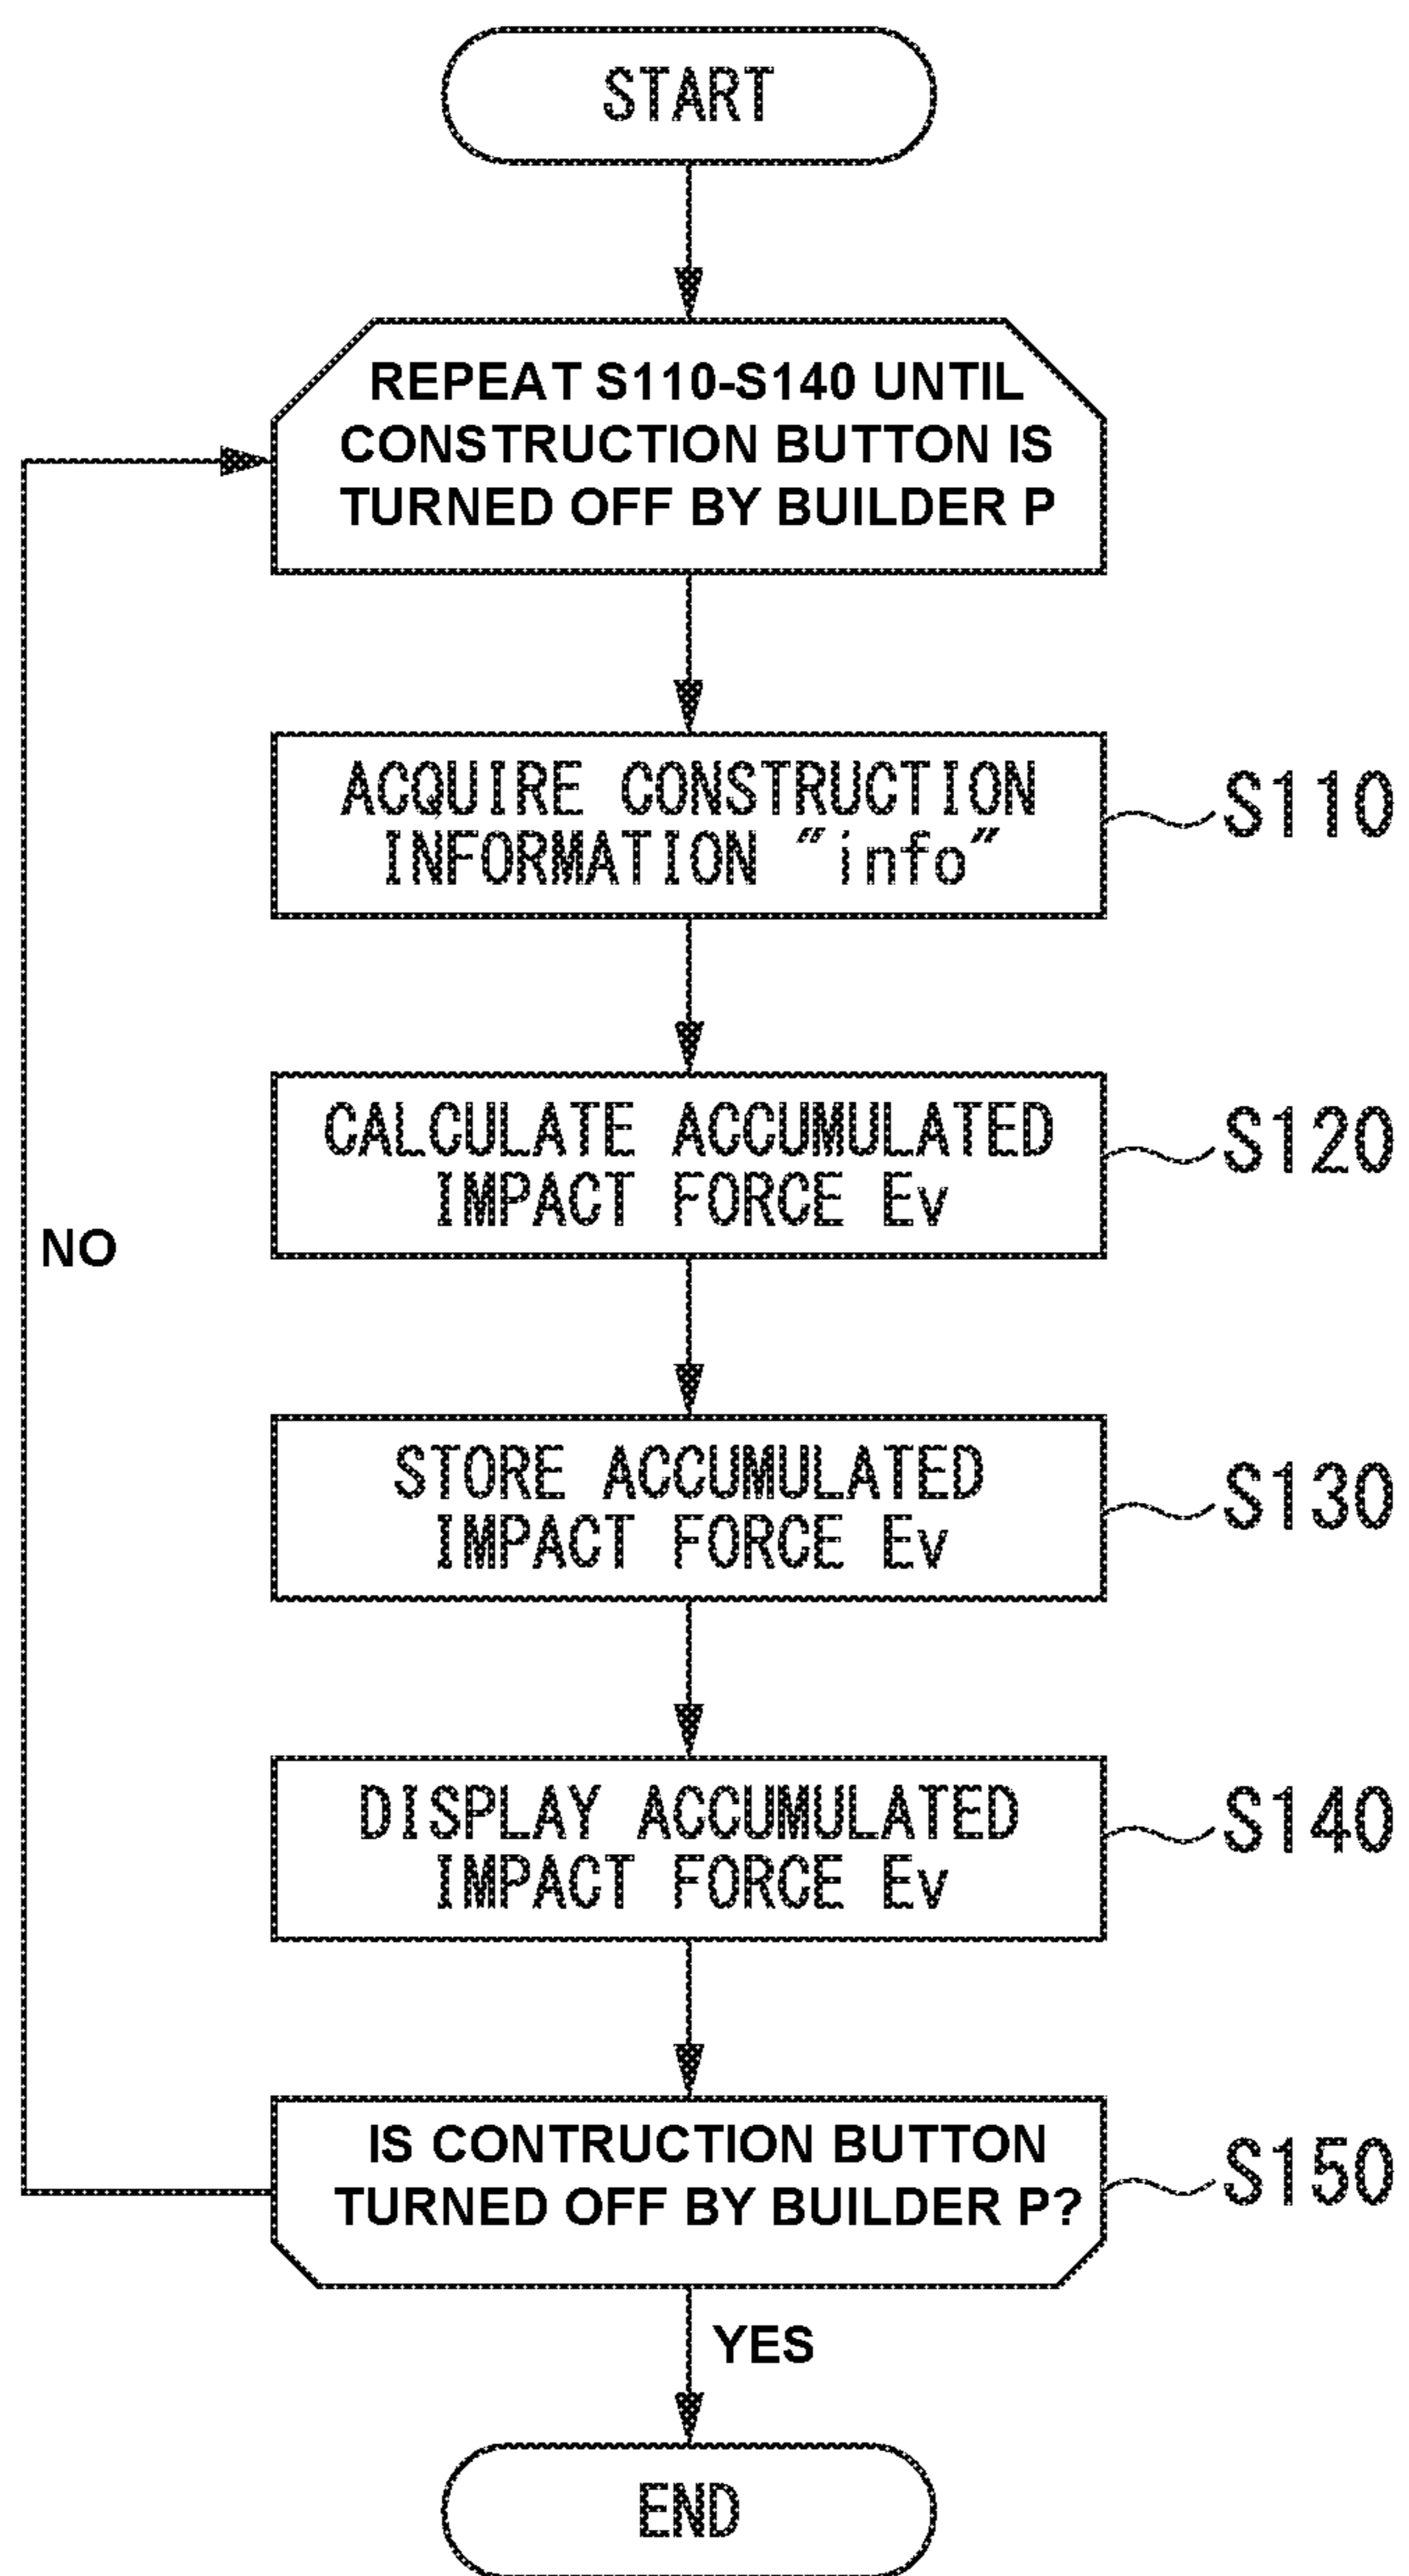 START
REPEAT S110-S140 UNTIL
CONSTRUCTION BUTTON IS
TURNED OFF BY BUILDER P
ACQUIRE CONSTRUCTION
INFORMATION "info"
S110
CALCULATE ACCUMULATED
IMPACT FORCE Ev
S120
NO
STORE ACCUMULATED
IMPACT FORCE Ev
S130
DISPLAY ACCUMULATED
IMPACT FORCE Ev
S140
IS CONTRUCTION BUTTON
TURNED OFF BY BUILDER P?
S150
YES
END